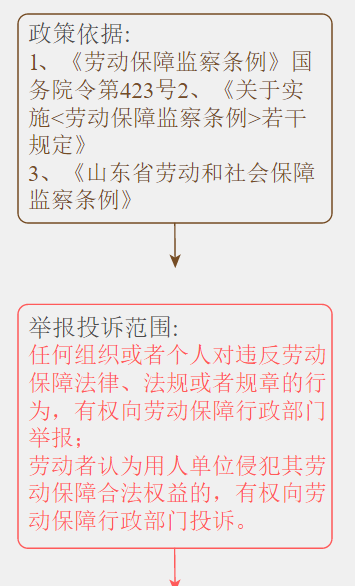 政策依据:
1、《劳动保障监察条例》国
务院令第423号2、《关于实
施<劳动保障监察条例>若干
规定》
3、《山东省劳动和社会保障
监察条例》
举报投诉范围:
任何组织或者个人对违反劳动
保障法律、法规或者规章的行
为，有权向劳动保障行政部门
举报；
劳动者认为用人单位侵犯其劳
动保障合法权益的，有权向劳
动保障行政部门投诉。